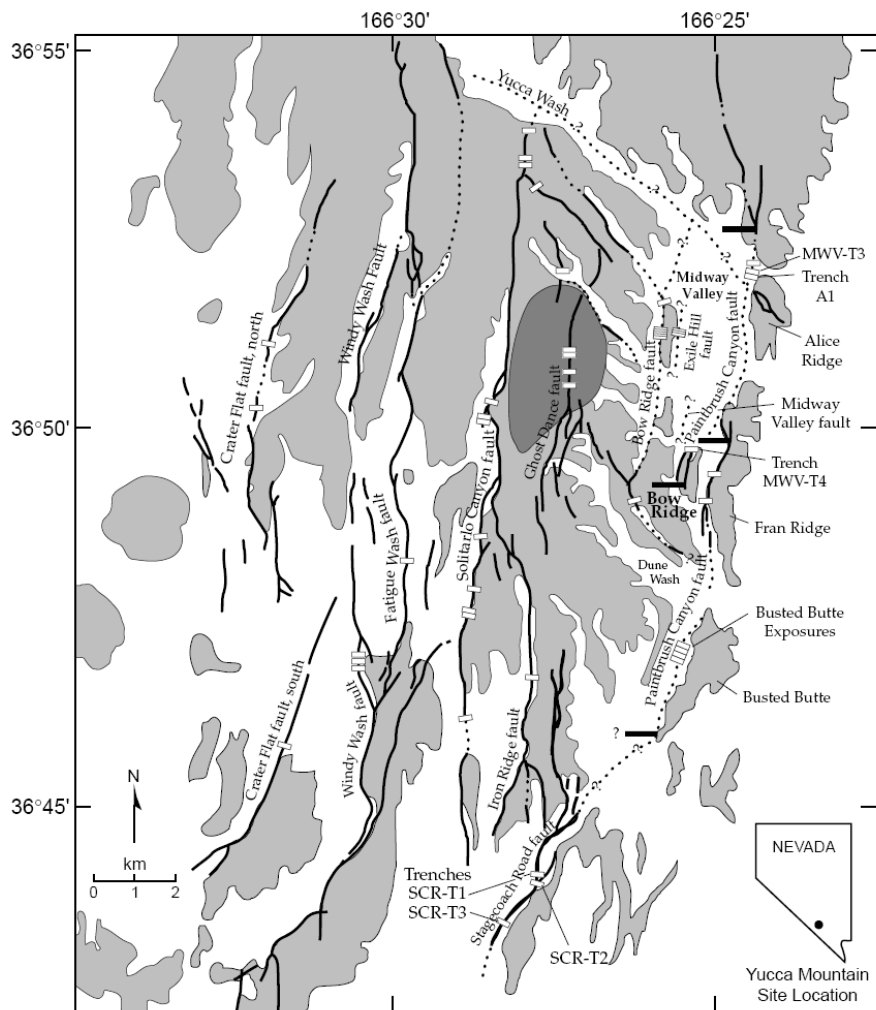 166°30'
166°25'
36°55'
Yucca Wash
?
?
?
?
MWV-T3
Midway
Valley
Trench
A1
Windy Wash Fault
Crater Flat fault, north
Exile Hill
fault
?
Alice
Ridge
Bow Ridge fault
Paintbrush Canyon fault
?
36°50'
Ghost Dance fault
?
?
Midway
Valley fault
Solitarlo Canyon fault
Trench
MWV-T4
Bow
Ridge
Fatigue Wash fault
Fran Ridge
?
Dune
Wash
Paintbrush Canyon fault
Busted Butte
Exposures
Crater Flat fault, south
Windy Wash fault
Busted Butte
?
?
Iron Ridge fault
N
?
36°45'
km
0 1 2
Stagecoach Road fault
Trenches
SCR-T1
SCR-T3
SCR-T2
NEVADA
Yucca Mountain
Site Location